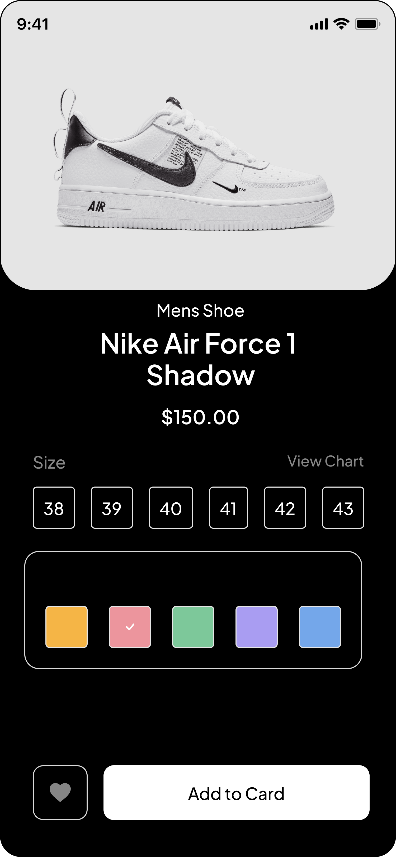 9:41
AIR
Mens Shoe
Nike Air Force 1
Shadow
$150.00
Size
View Chart
38
39
40
41
42
43
Add to Card